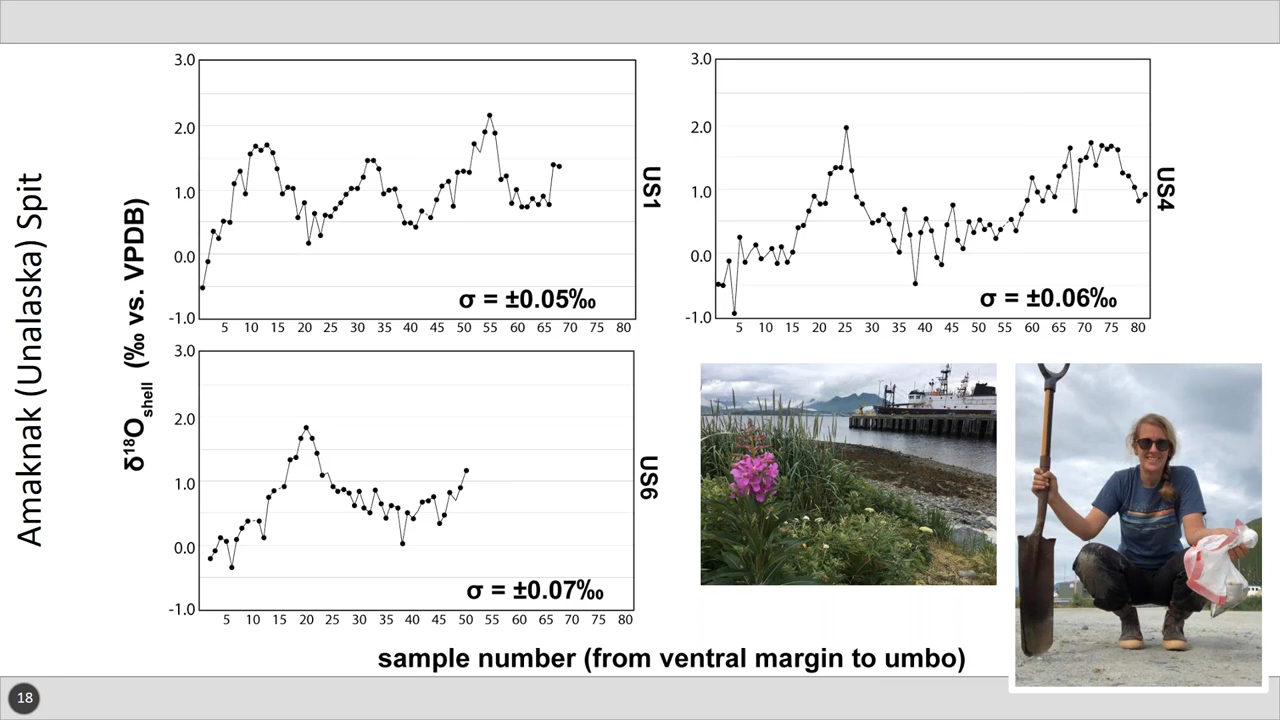 Amaknak (Unalaska) Spit
δ18Oshell (‰ vs. VPDB)
3.0
2.0
1.0
0.0
-1.0
5 10 15 20 25 30 35 40 45 50 55 60 65 70 75 80
σ = ±0.05‰
US1
3.0
2.0
1.0
0.0
-1.0
5 10 15 20 25 30 35 40 45 50 55 60 65 70 75 80
σ = ±0.06‰
US4
3.0
2.0
1.0
0.0
-1.0
5 10 15 20 25 30 35 40 45 50 55 60 65 70 75 80
σ = ±0.07‰
US6
sample number (from ventral margin to umbo)
18